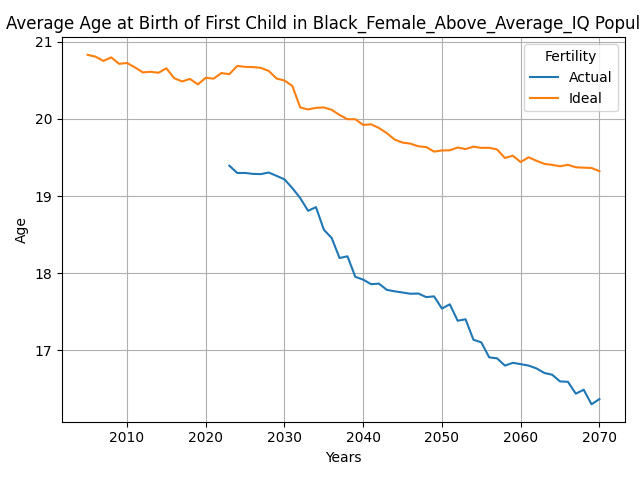 Average Age at Birth of First Child in Black_Female_Above_Average_IQ Popul
21
20
19
18
17
Age
Fertility
Actual
Ideal
2010 2020 2030 2040 2050 2060 2070
Years